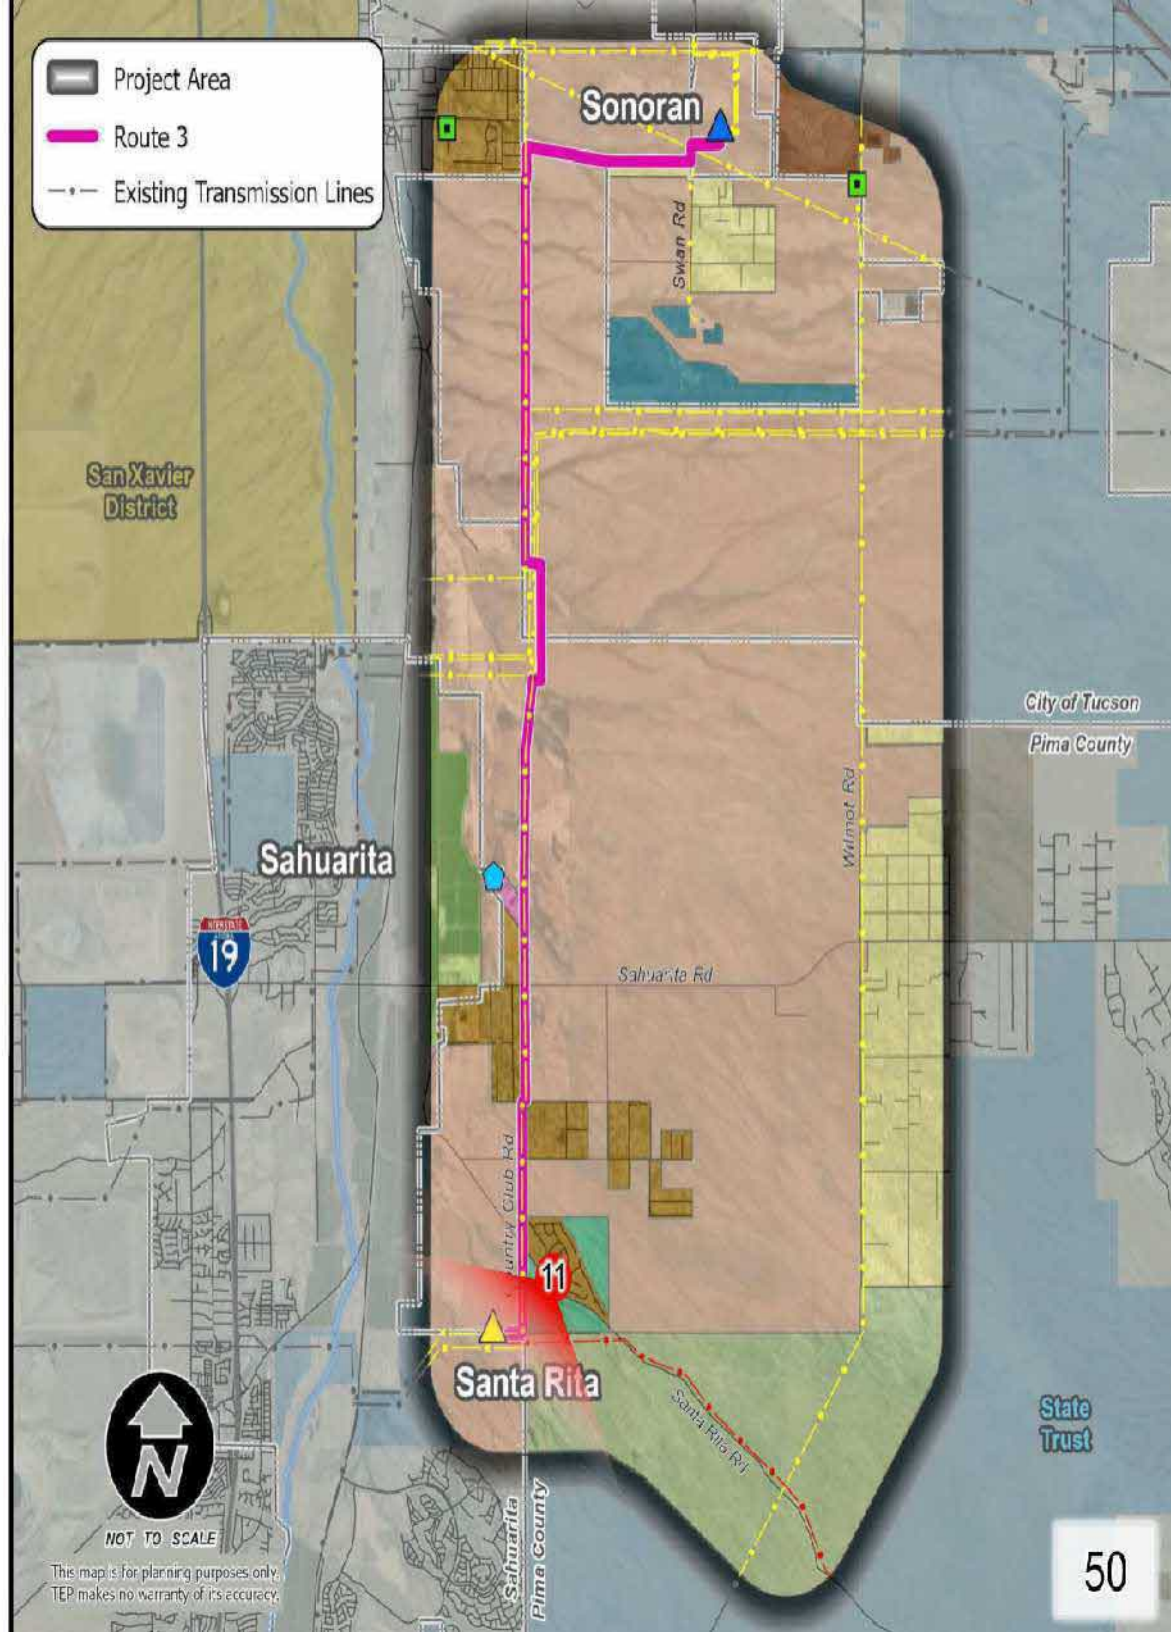 Project Area
Route 3
Existing Transmission Lines
Sonoran
Swan Rd
San Xavier
District
City of Tucson
Pima County
Wilmot Rd
Sahuarita
INTERSTATE
19
Sahuarita Rd
Country Club Rd
11
Santa Rita
Santa Rita Rd
State
Trust
N
NOT TO SCALE
This map is for planning purposes only.
TEP makes no warranty of its accuracy.
Sahuarita
Pima County
50